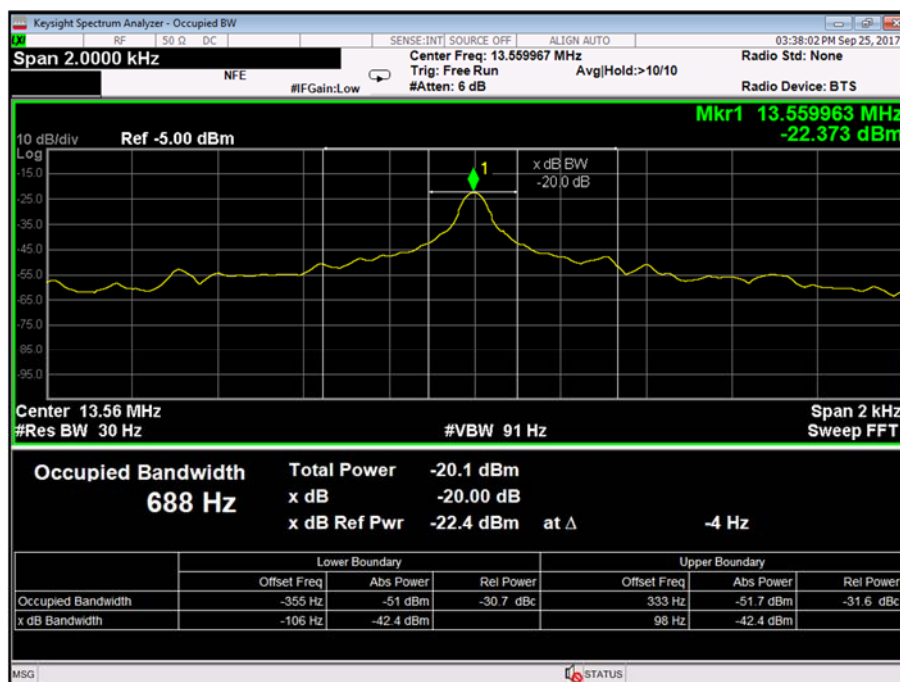 Keysight Spectrum Analyzer - Occupied BW
LXI RF 50 Ω DC SENSE:INT SOURCE OFF ALIGN AUTO 03:38:02 PM Sep 25, 2017
Span 2.0000 kHz Center Freq: 13.559967 MHz Radio Std: None
NFE Trig: Free Run Avg|Hold:>10/10
#IFGain:Low #Atten: 6 dB Radio Device: BTS
Mkr1 13.559963 MHz
-22.373 dBm
10 dB/div Ref -5.00 dBm
Log
-15.0
-25.0
-35.0
-45.0
-55.0
-65.0
-75.0
-85.0
-95.0
1
x dB BW
-20.0 dB
Center 13.56 MHz Span 2 kHz
#Res BW 30 Hz #VBW 91 Hz Sweep FFT
Occupied Bandwidth Total Power -20.1 dBm
688 Hz x dB -20.00 dB
x dB Ref Pwr -22.4 dBm at Δ -4 Hz
Lower Boundary Upper Boundary
Offset Freq Abs Power Rel Power Offset Freq Abs Power Rel Power
Occupied Bandwidth -355 Hz -51 dBm -30.7 dBc 333 Hz -51.7 dBm -31.6 dBc
x dB Bandwidth -106 Hz -42.4 dBm 98 Hz -42.4 dBm
MSG STATUS